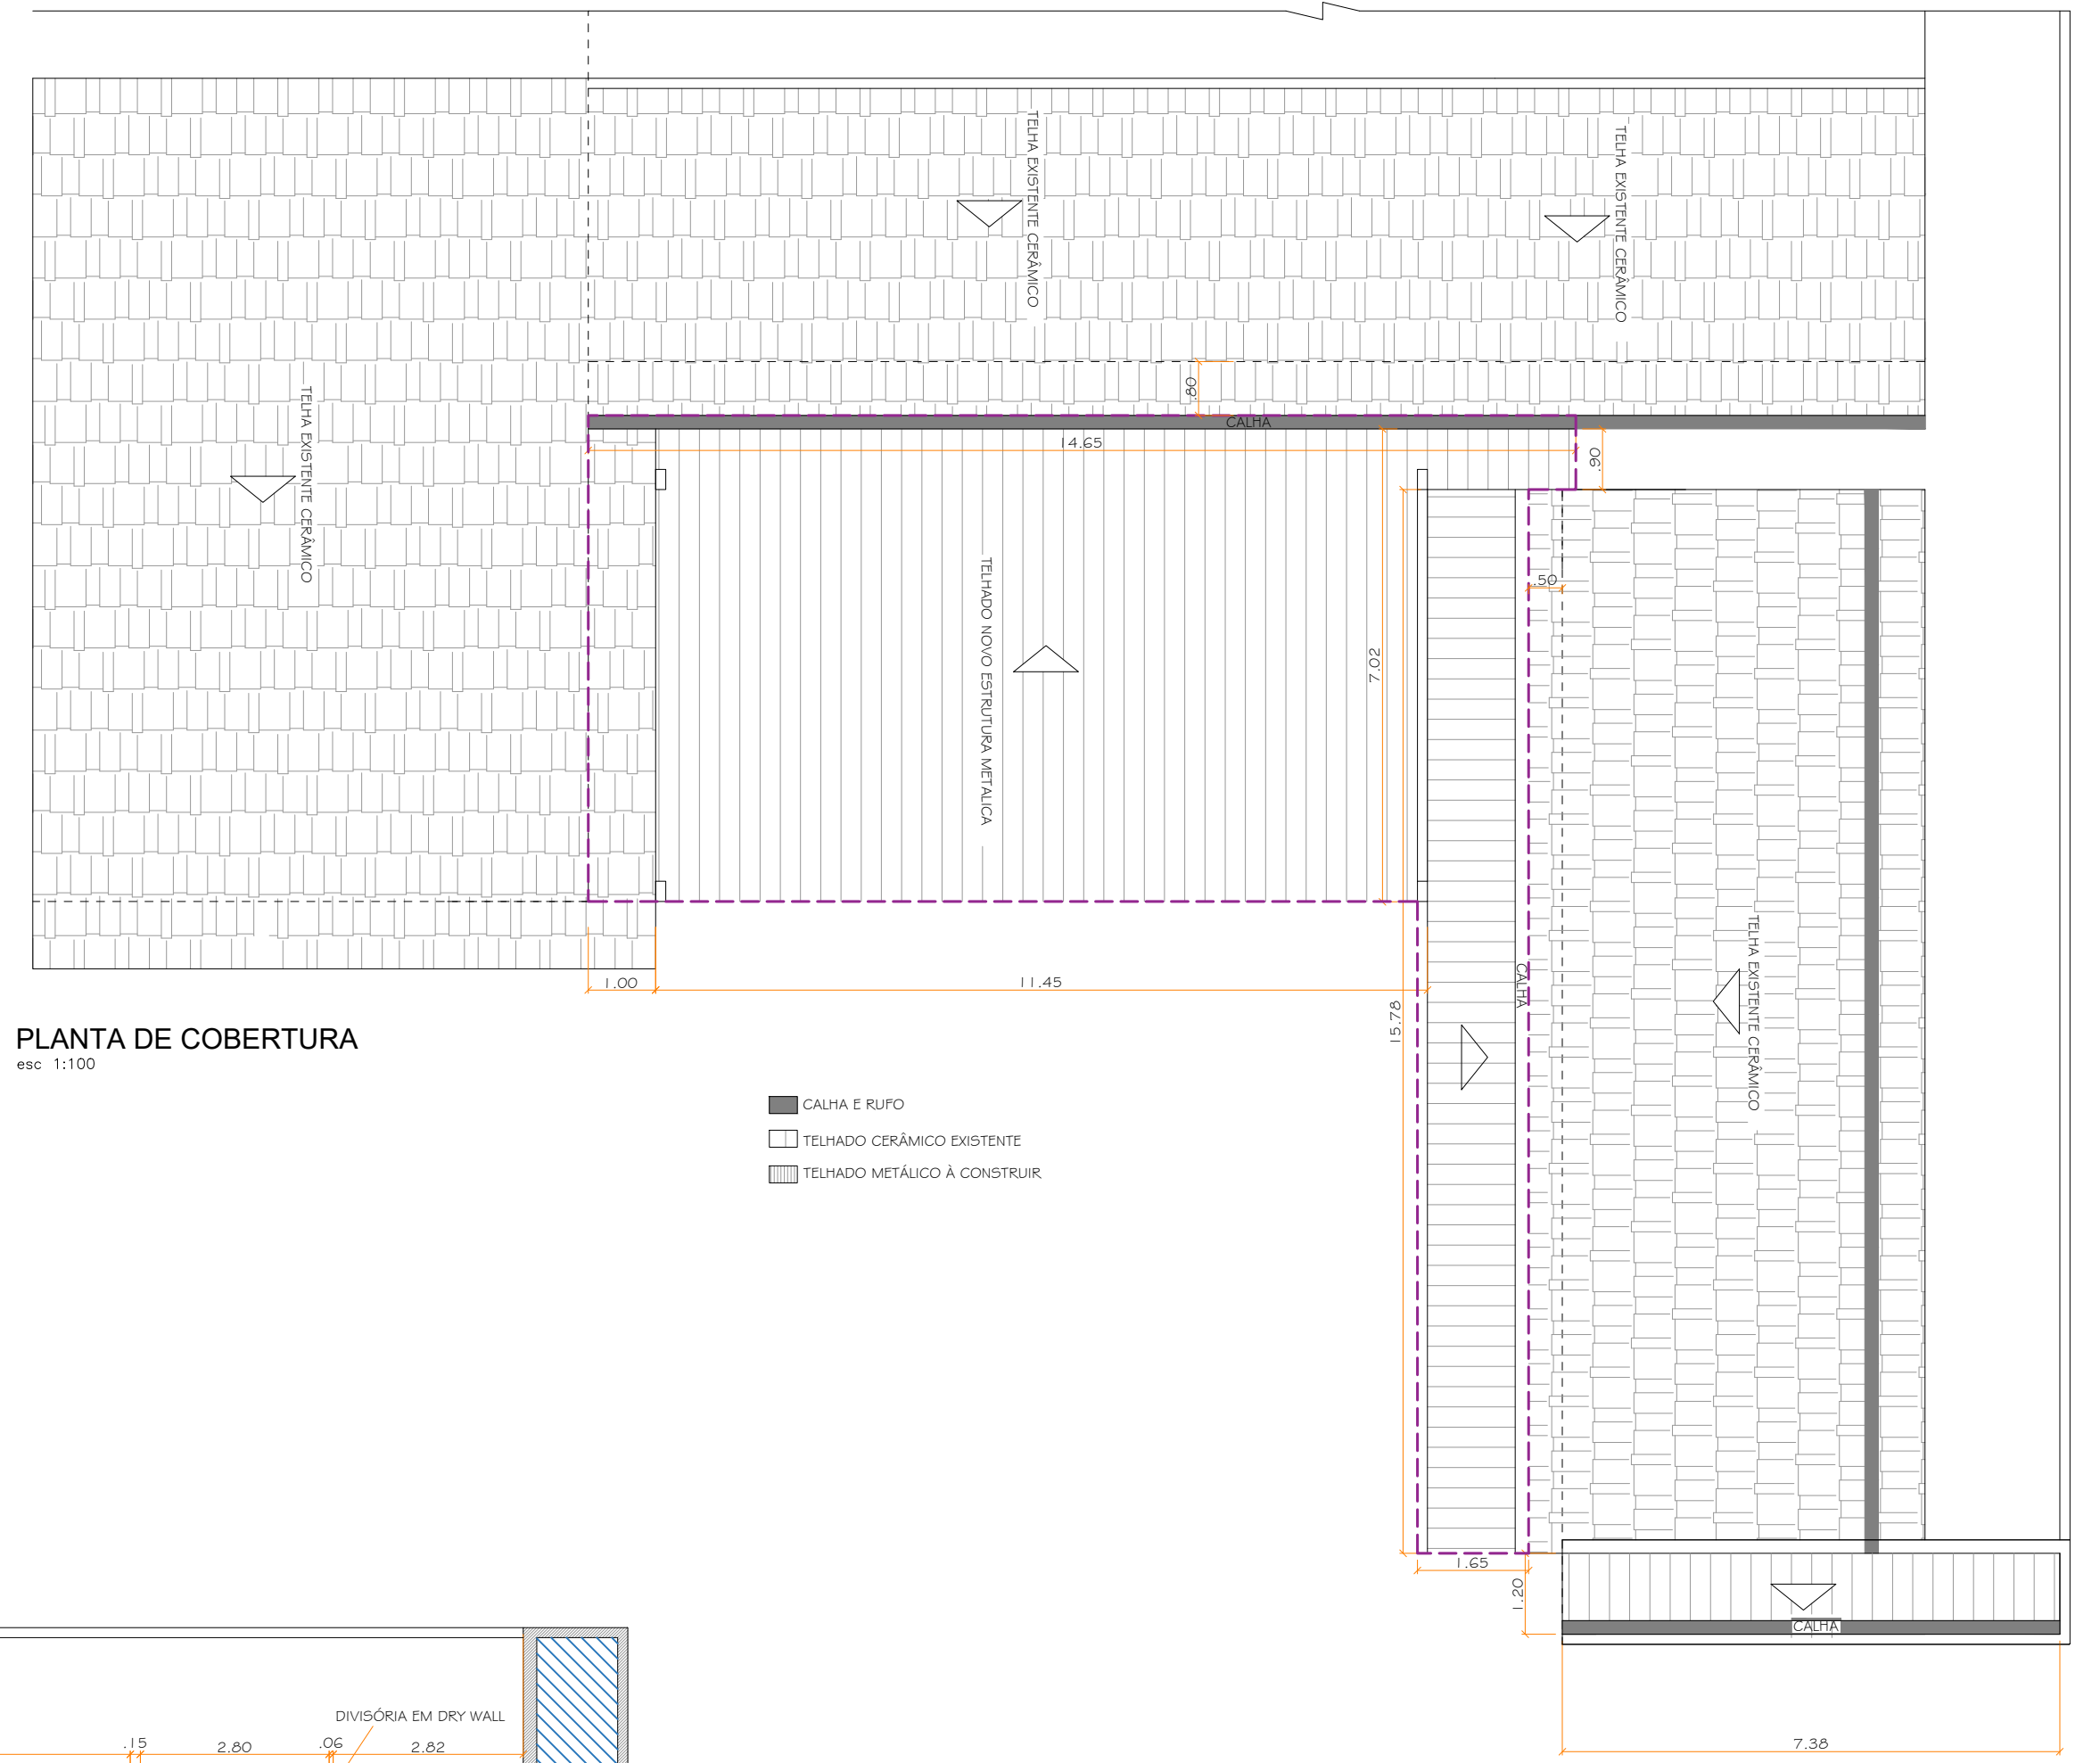 TELHA EXISTENTE CERÂMICO
TELHA EXISTENTE CERÂMICO
.80
CALHA
14.65
.90
TELHA EXISTENTE CERÂMICO
TELHADO NOVO ESTRUTURA METALICA
7.02
.50
TELHA EXISTENTE CERÂMICO
CALHA
1.00
11.45
15.78
PLANTA DE COBERTURA
esc 1:100
CALHA E RUFO
TELHADO CERÂMICO EXISTENTE
TELHADO METÁLICO À CONSTRUIR
1.65
1.20
CALHA
DIVISÓRIA EM DRY WALL
.15
2.80
.06
2.82
7.38